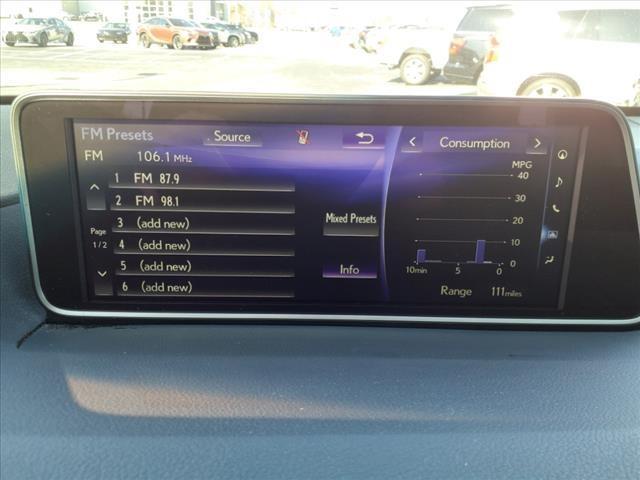 FM Presets
Source
FM 106.1 MHz
1 FM 87.9
2 FM 98.1
3 (add new)
4 (add new)
5 (add new)
6 (add new)
Page
1/2
Mixed Presets
Info
Consumption
MPG
40
30
20
10
0
10min 5 0
Range 111miles